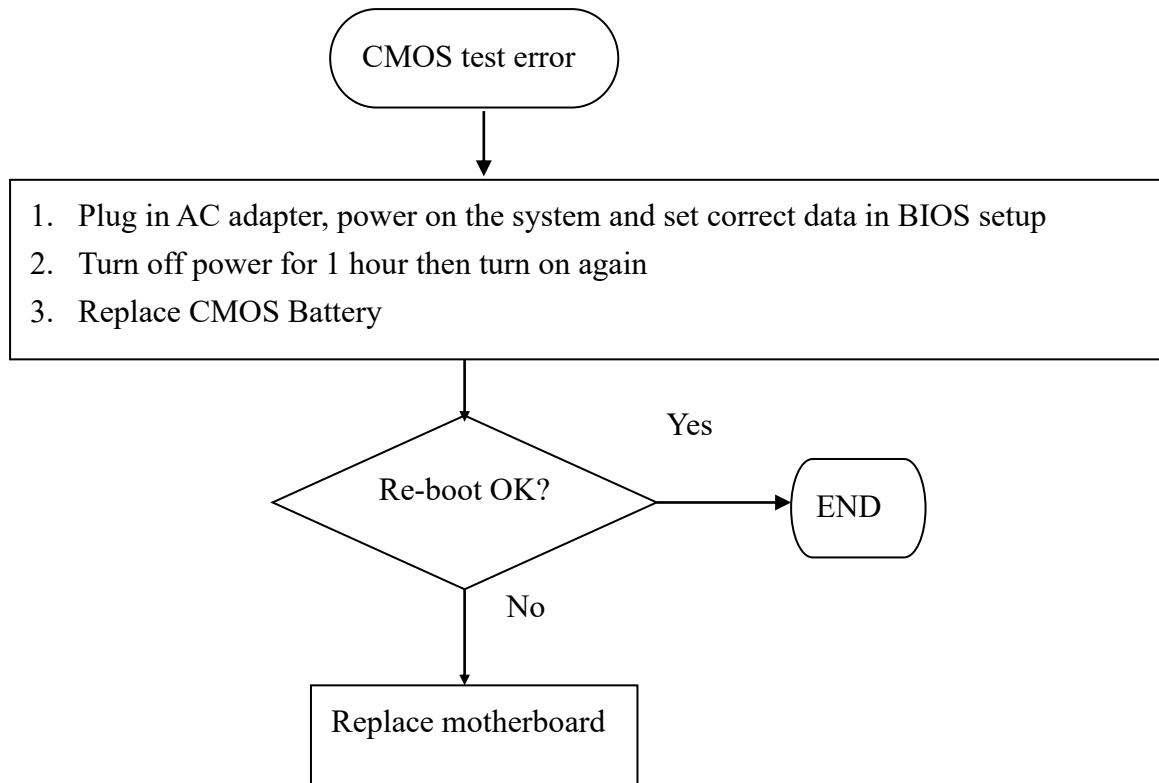 CMOS test error
1. Plug in AC adapter, power on the system and set correct data in BIOS setup
2. Turn off power for 1 hour then turn on again
3. Replace CMOS Battery
Yes
Re-boot OK?
END
No
Replace motherboard